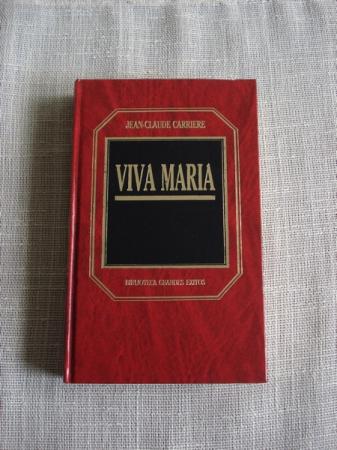 JEAN-CLAUDE CARRIERE
VIVA MARIA
BIBLIOTECA GRANDES EXITOS